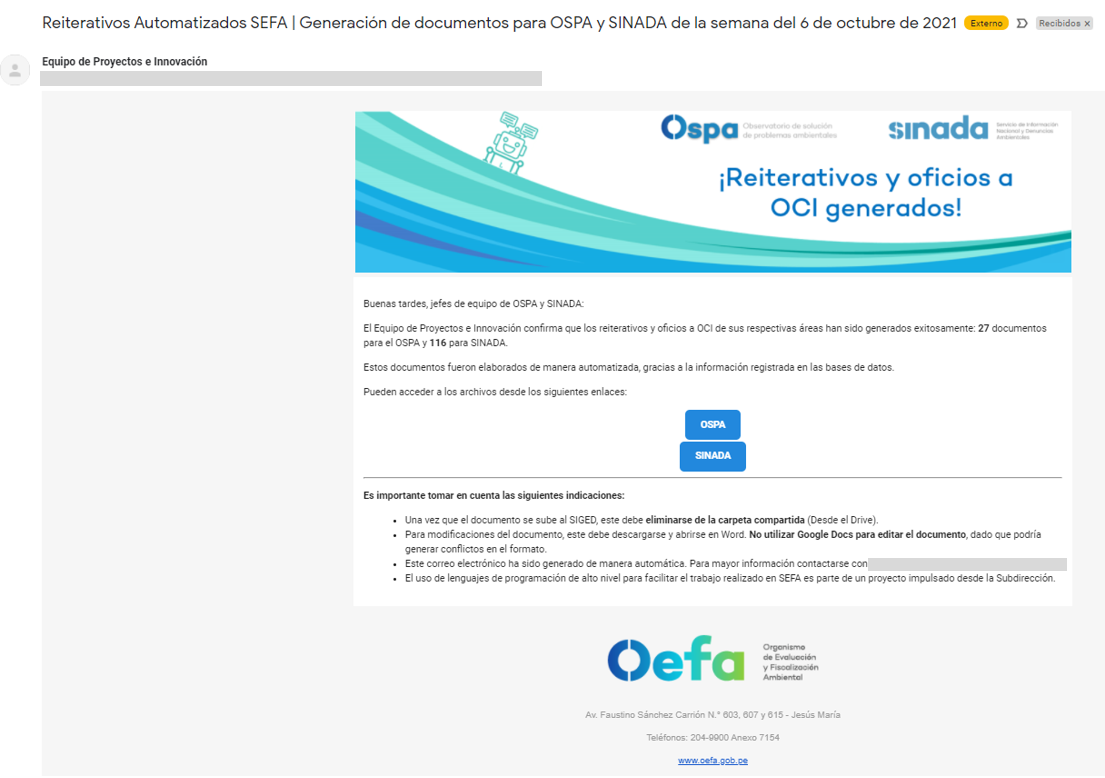 Reiterativos Automatizados SEFA | Generación de documentos para OSPA y SINADA de la semana del 6 de octubre de 2021 Externo Recibidos ×
Equipo de Proyectos e Innovación
Ospa Observatorio de solución
de problemas ambientales
sınada Servicio de Información
Nacional y Denuncias
Ambientales
¡Reiterativos y oficios a
OCI generados!
Buenas tardes, jefes de equipo de OSPA y SINADA:
El Equipo de Proyectos e Innovación confirma que los reiterativos y oficios a OCI de sus respectivas áreas han sido generados exitosamente: 27 documentos
para el OSPA y 116 para SINADA.
Estos documentos fueron elaborados de manera automatizada, gracias a la información registrada en las bases de datos.
Pueden acceder a los archivos desde los siguientes enlaces:
OSPA
SINADA
Es importante tomar en cuenta las siguientes indicaciones:
• Una vez que el documento se sube al SIGED, este debe eliminarse de la carpeta compartida (Desde el Drive).
• Para modificaciones del documento, este debe descargarse y abrirse en Word. No utilizar Google Docs para editar el documento, dado que podría
generar conflictos en el formato.
• Este correo electrónico ha sido generado de manera automática. Para mayor información contactarse con
• El uso de lenguajes de programación de alto nivel para facilitar el trabajo realizado en SEFA es parte de un proyecto impulsado desde la Subdirección.
Oefa Organismo
de Evaluación
y Fiscalización
Ambiental
Av. Faustino Sánchez Carrión N.° 603, 607 y 615 - Jesús María
Teléfonos: 204-9900 Anexo 7154
www.oefa.gob.pe